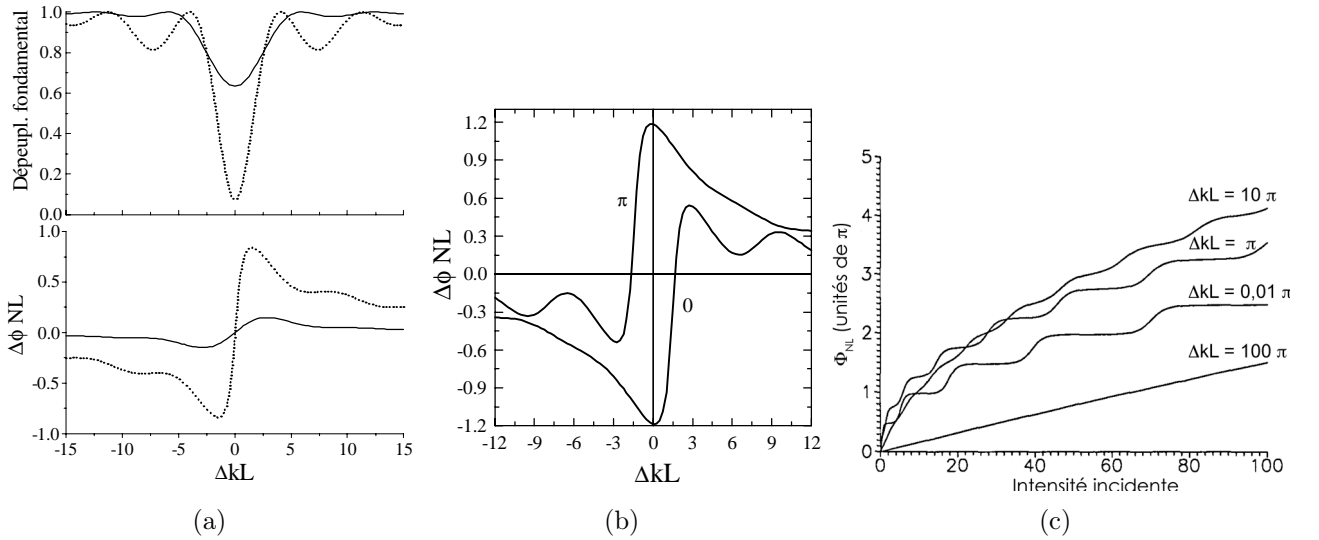 Dépeupl. fondamental
1.0
0.8
0.6
0.4
0.2
0.0
Δϕ NL
1.0
0.5
0.0
-0.5
-1.0
-15 -10 -5 0 5 10 15
ΔkL
(a)
Δϕ NL
1.2
0.9
0.6
0.3
0.0
-0.3
-0.6
-0.9
-1.2
π
0
-12 -9 -6 -3 0 3 6 9 12
ΔkL
(b)
Φ_NL (unités de π)
5
4
3
2
1
0
ΔkL = 10 π
ΔkL = π
ΔkL = 0,01 π
ΔkL = 100 π
0 20 40 60 80 100
Intensité incidente
(c)